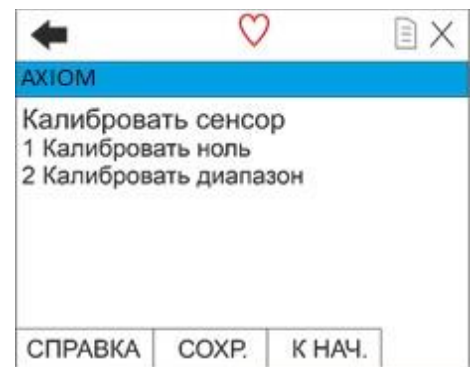 AXIOM
Калибровать сенсор
1 Калибровать ноль
2 Калибровать диапазон
СПРАВКА СОХР. К НАЧ.